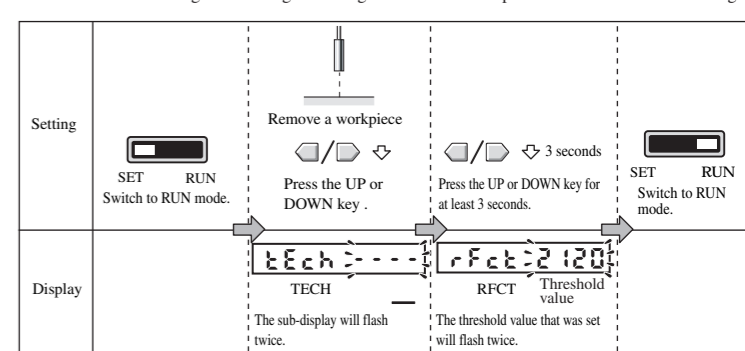 Setting
SET RUN
Switch to RUN mode.
Remove a workpiece
Press the UP or
DOWN key .
3 seconds
Press the UP or DOWN key for
at least 3 seconds.
SET RUN
Switch to RUN
mode.
Display
tECh ----
TECH
The sub-display will flash
twice.
rFct 2120
RFCT
Threshold
value
The threshold value that was set
will flash twice.